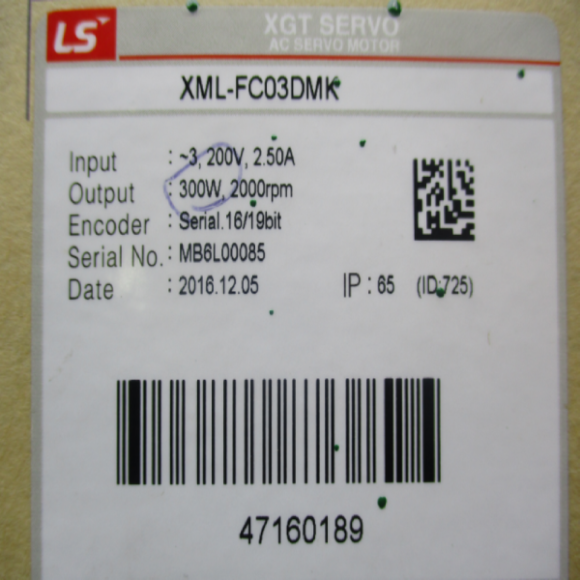 LS
XGT SERVO
AC SERVO MOTOR
XML-FC03DMK
Input : ~3, 200V, 2.50A
Output : 300W, 2000rpm
Encoder : Serial.16/19bit
Serial No. : MB6L00085
Date : 2016.12.05 IP : 65 (ID:725)
47160189